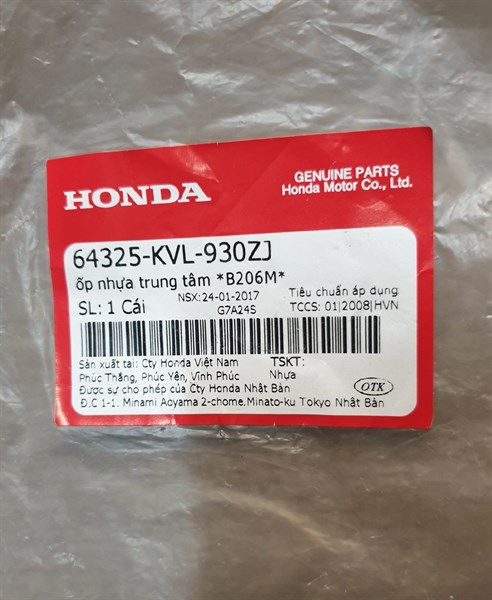 HONDA
GENUINE PARTS
Honda Motor Co., Ltd.
64325-KVL-930ZJ
ốp nhựa trung tâm *B206M*
SL: 1 Cái
NSX:24-01-2017
G7A24S
Tiêu chuẩn áp dụng
TCCS: 01|2008|HVN
Sản xuất tại: Cty Honda Việt Nam
Phúc Thắng, Phúc Yên, Vĩnh Phúc
TSKT:
Nhựa
Được sự cho phép của Cty Honda Nhật Bản
Đ.C 1-1. Minami Aoyama 2-chome.Minato-ku Tokyo Nhật Bản
OTK